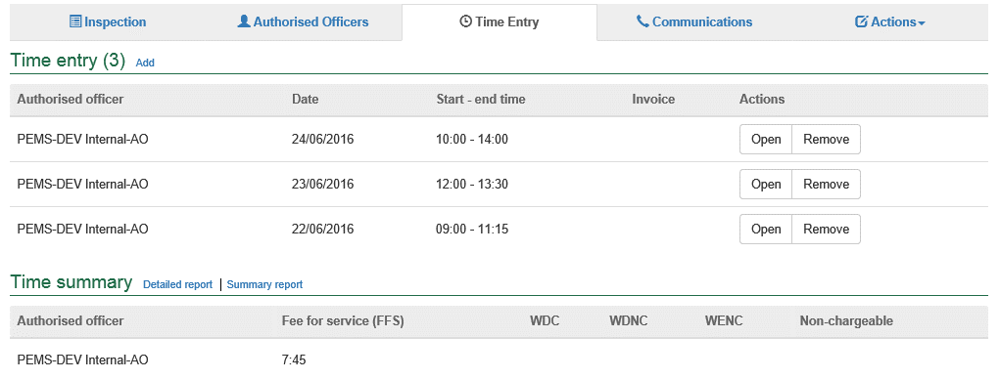 Inspection Authorised Officers Time Entry Communications Actions
Time entry (3) Add
Authorised officer Date Start - end time Invoice Actions
PEMS-DEV Internal-AO 24/06/2016 10:00 - 14:00 Open Remove
PEMS-DEV Internal-AO 23/06/2016 12:00 - 13:30 Open Remove
PEMS-DEV Internal-AO 22/06/2016 09:00 - 11:15 Open Remove
Time summary Detailed report | Summary report
Authorised officer Fee for service (FFS) WDC WDNC WENC Non-chargeable
PEMS-DEV Internal-AO 7:45